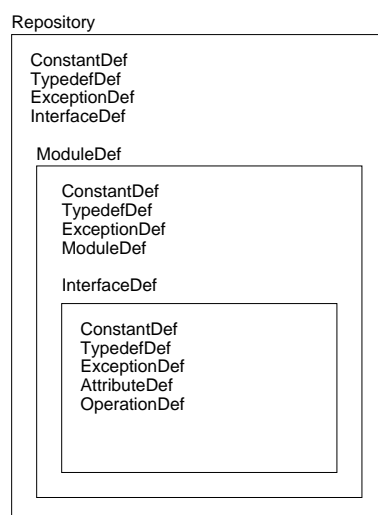 Repository
ConstantDef
TypedefDef
ExceptionDef
InterfaceDef
ModuleDef
ConstantDef
TypedefDef
ExceptionDef
ModuleDef
InterfaceDef
ConstantDef
TypedefDef
ExceptionDef
AttributeDef
OperationDef